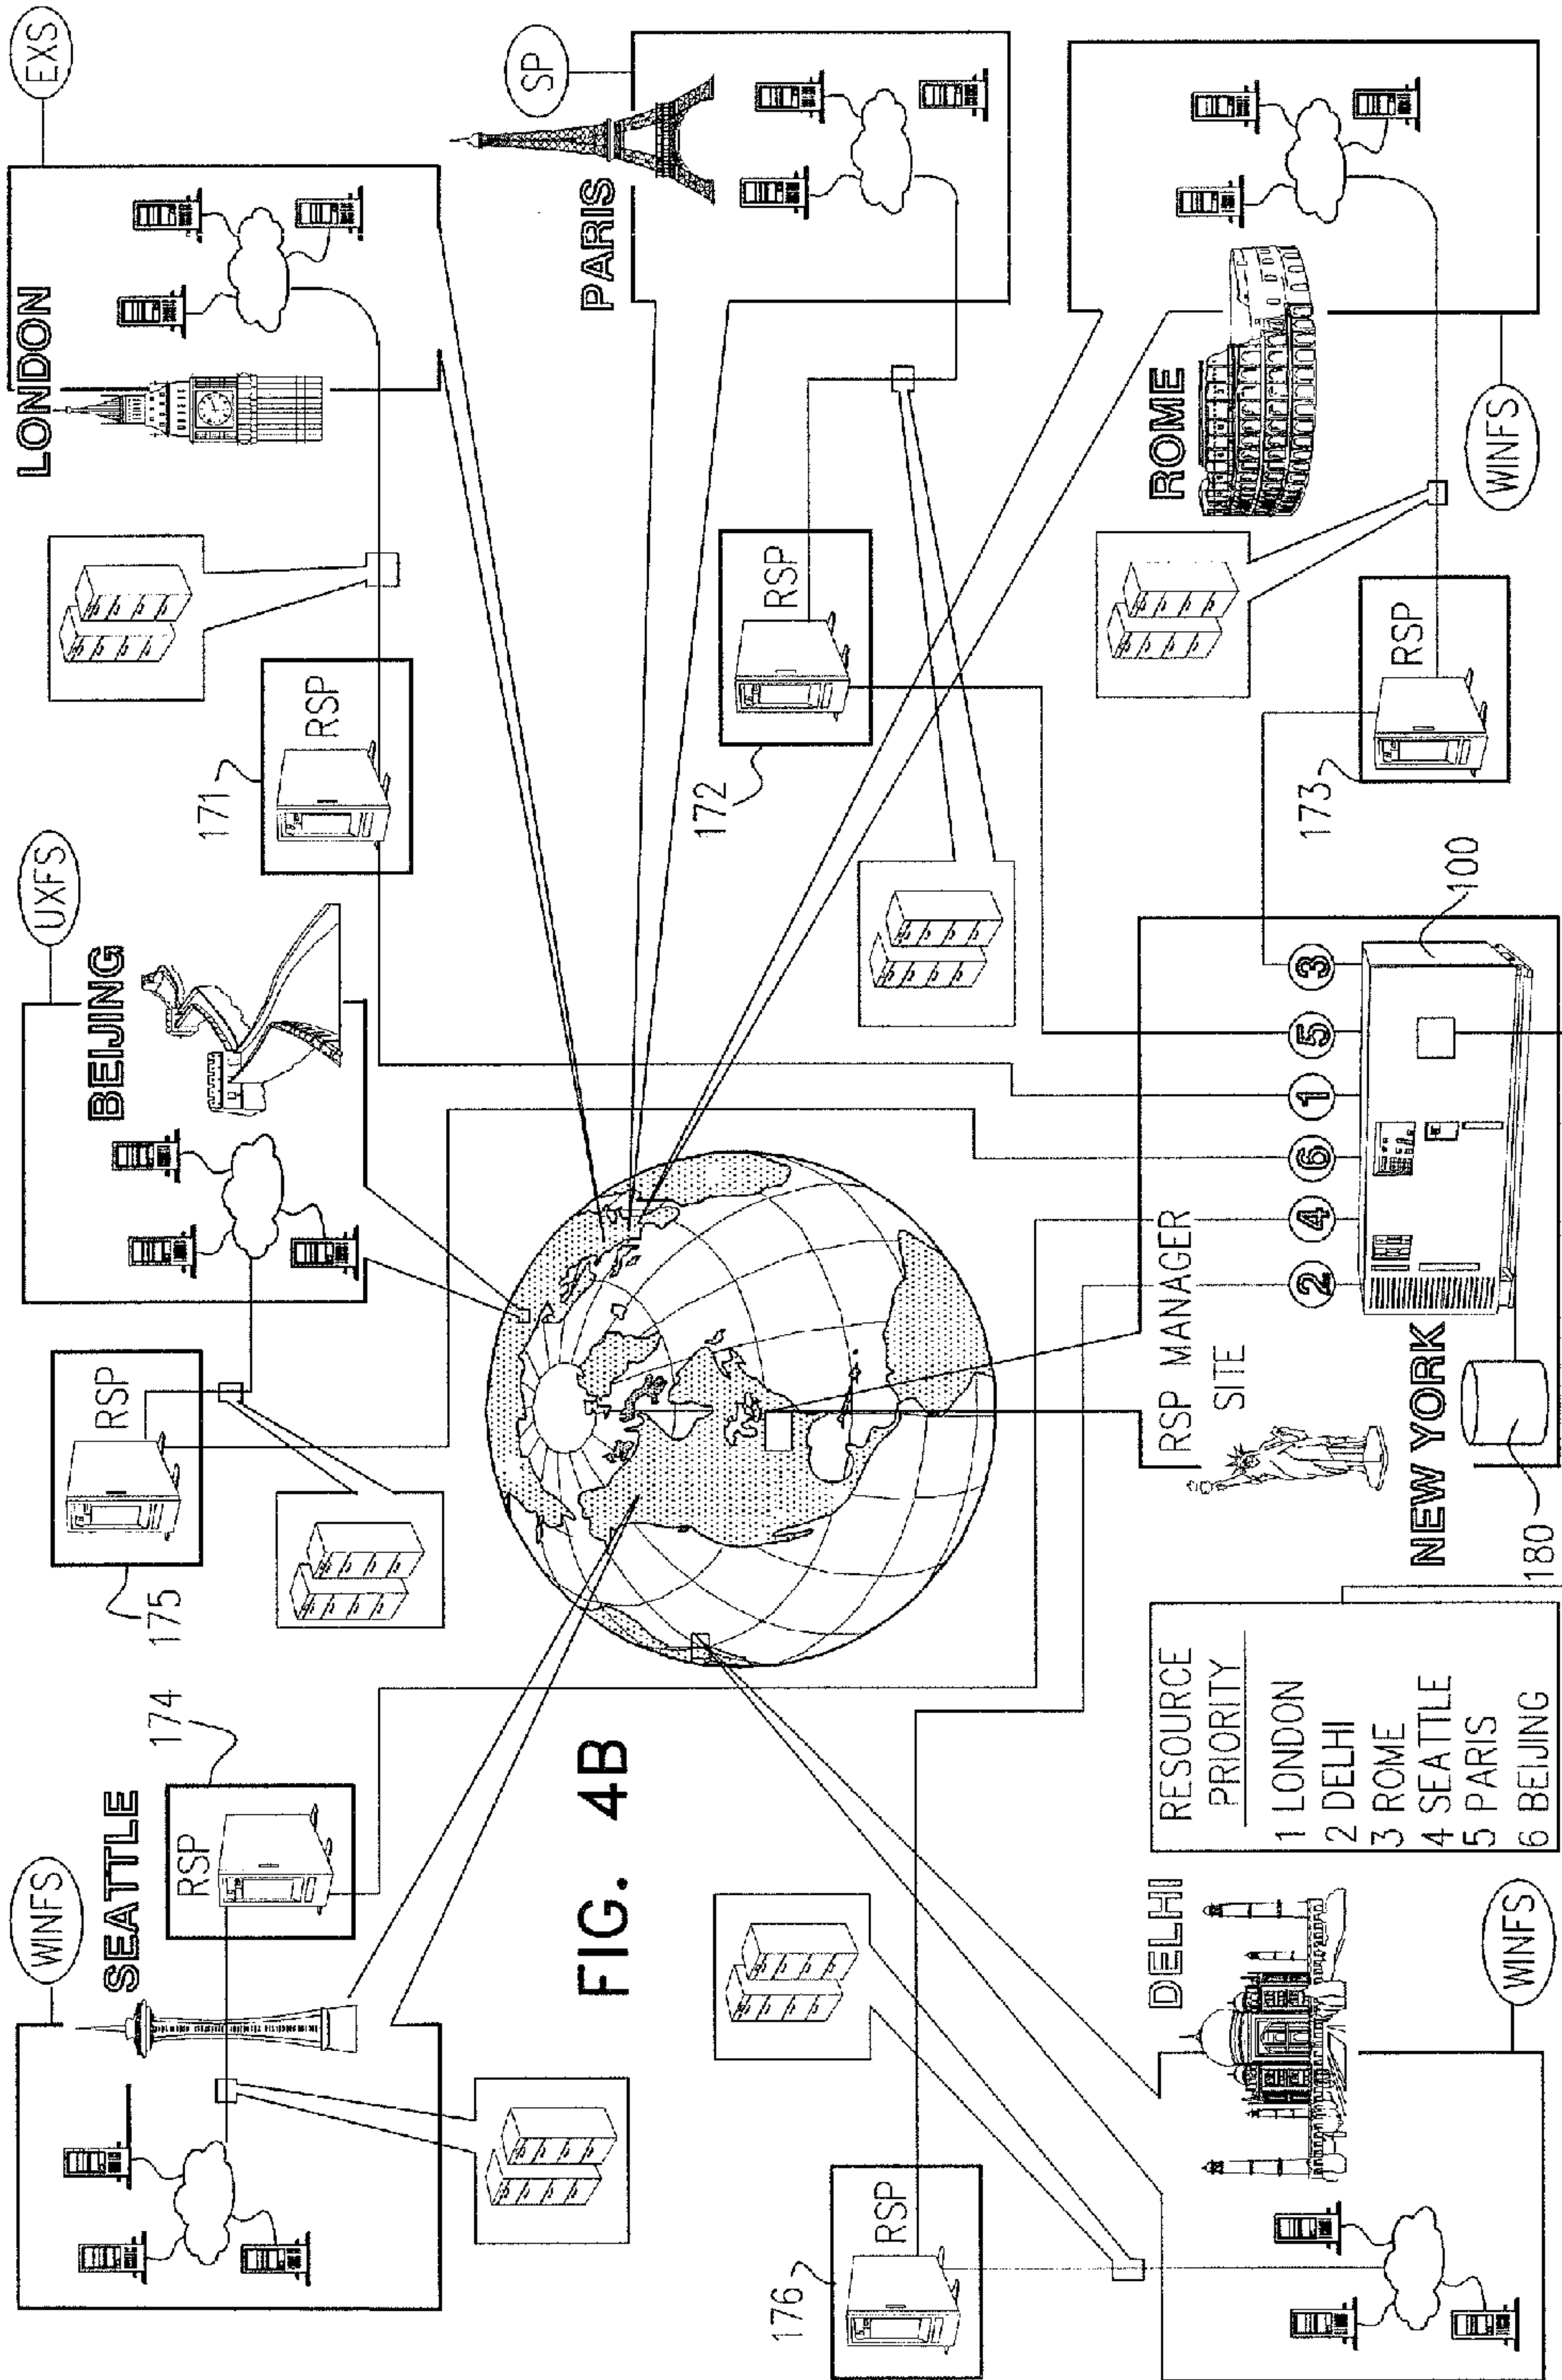 WINFS
SEATTLE
RSP
174
RSP
175
UXFS
BEIJING
171
RSP
LONDON
EXS
FIG. 4B
SP
PARIS
RSP
172
176
RSP
DELHI
WINFS
RESOURCE
PRIORITY
1 LONDON
2 DELHI
3 ROME
4 SEATTLE
5 PARIS
6 BEIJING
RSP MANAGER
SITE
NEW YORK
180
2
4
6
1
5
3
100
ROME
173
RSP
WINFS